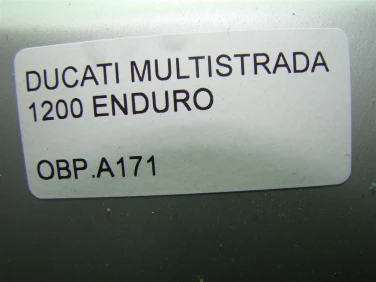 DUCATI MULTISTRADA
1200 ENDURO
OBP.A171